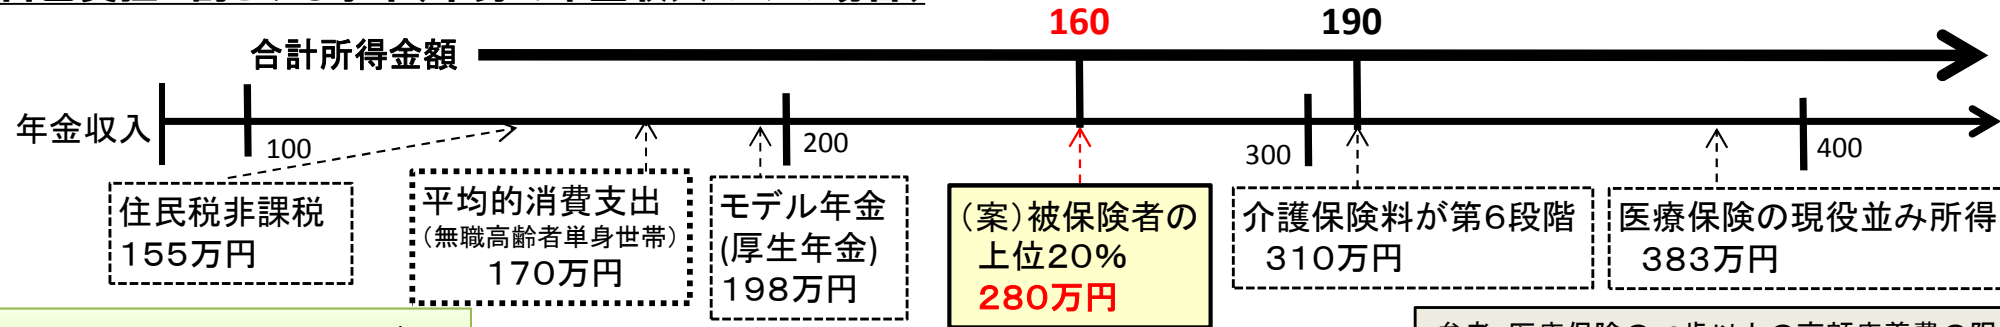 160
190
合計所得金額
年金収入
100
200
300
400
住民税非課税
155万円
平均的消費支出
（無職高齢者単身世帯）
170万円
モデル年金
(厚生年金)
198万円
（案）被保険者の
上位20％
280万円
介護保険料が第6段階
310万円
医療保険の現役並み所得
383万円